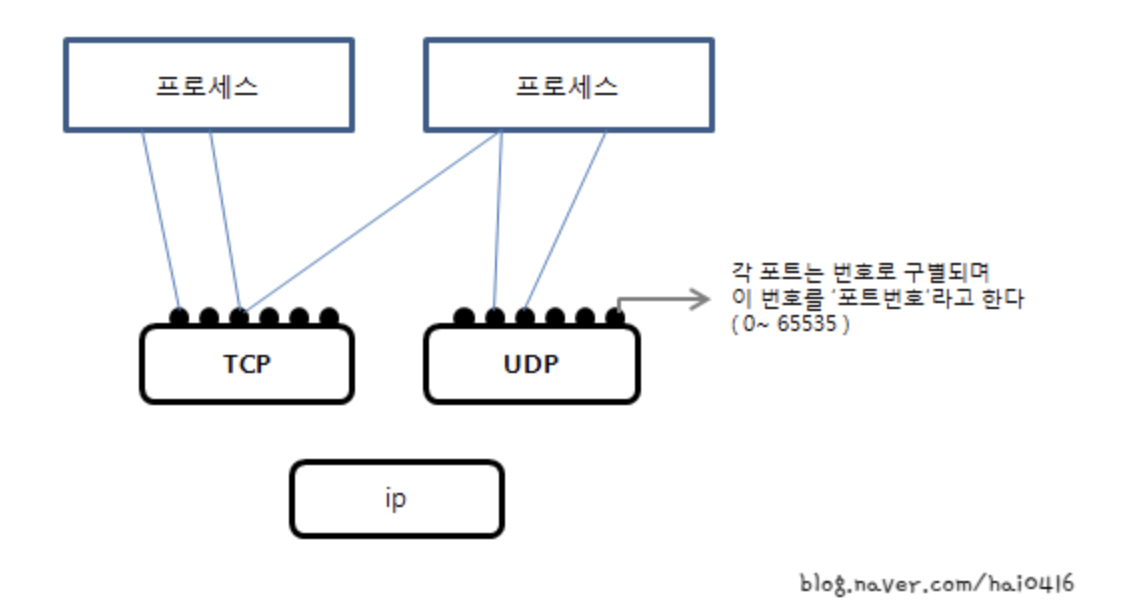 프로세스
프로세스
각 포트는 번호로 구별되며
이 번호를 '포트번호'라고 한다
( 0~ 65535 )
TCP
UDP
ip
blog.naver.com/hai0416